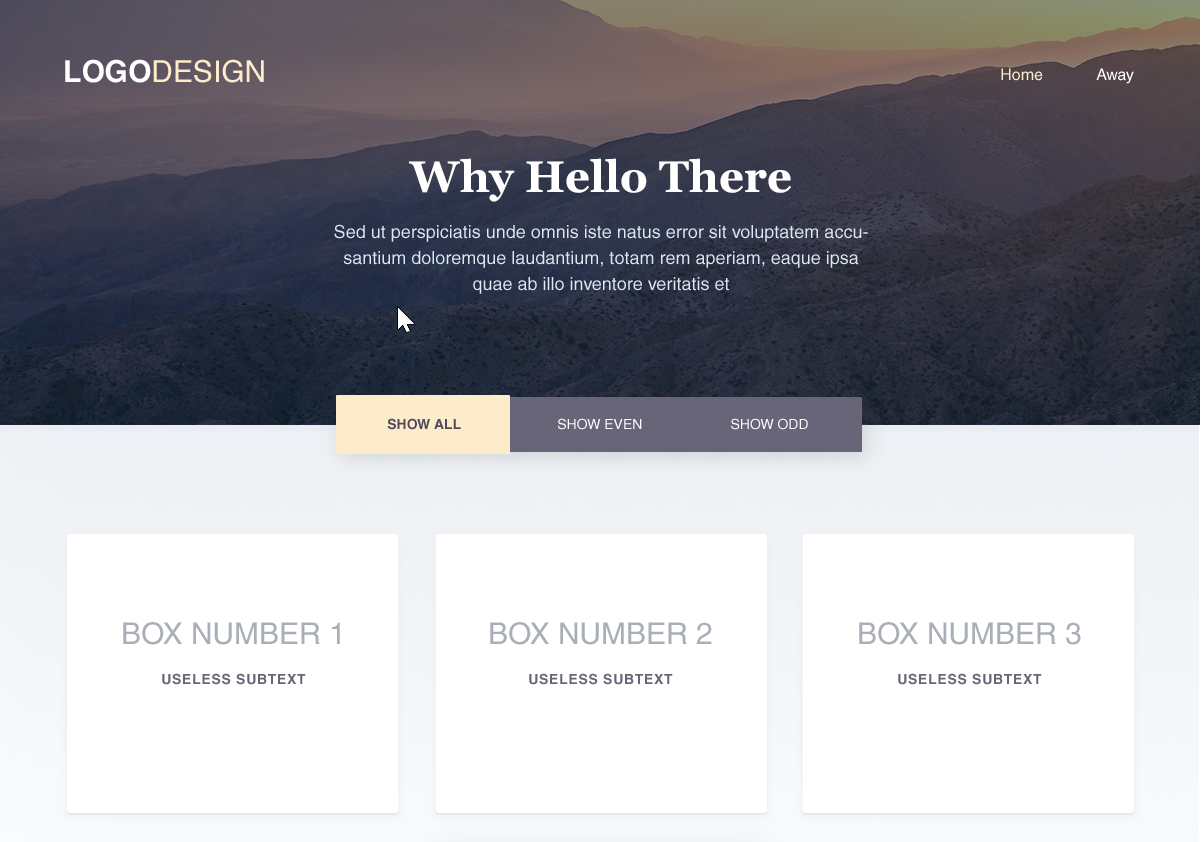 LOGODESIGN
Home
Away
Why Hello There
Sed ut perspiciatis unde omnis iste natus error sit voluptatem accu-
santium doloremque laudantium, totam rem aperiam, eaque ipsa
quae ab illo inventore veritatis et
SHOW ALL
SHOW EVEN
SHOW ODD
BOX NUMBER 1
USELESS SUBTEXT
BOX NUMBER 2
USELESS SUBTEXT
BOX NUMBER 3
USELESS SUBTEXT